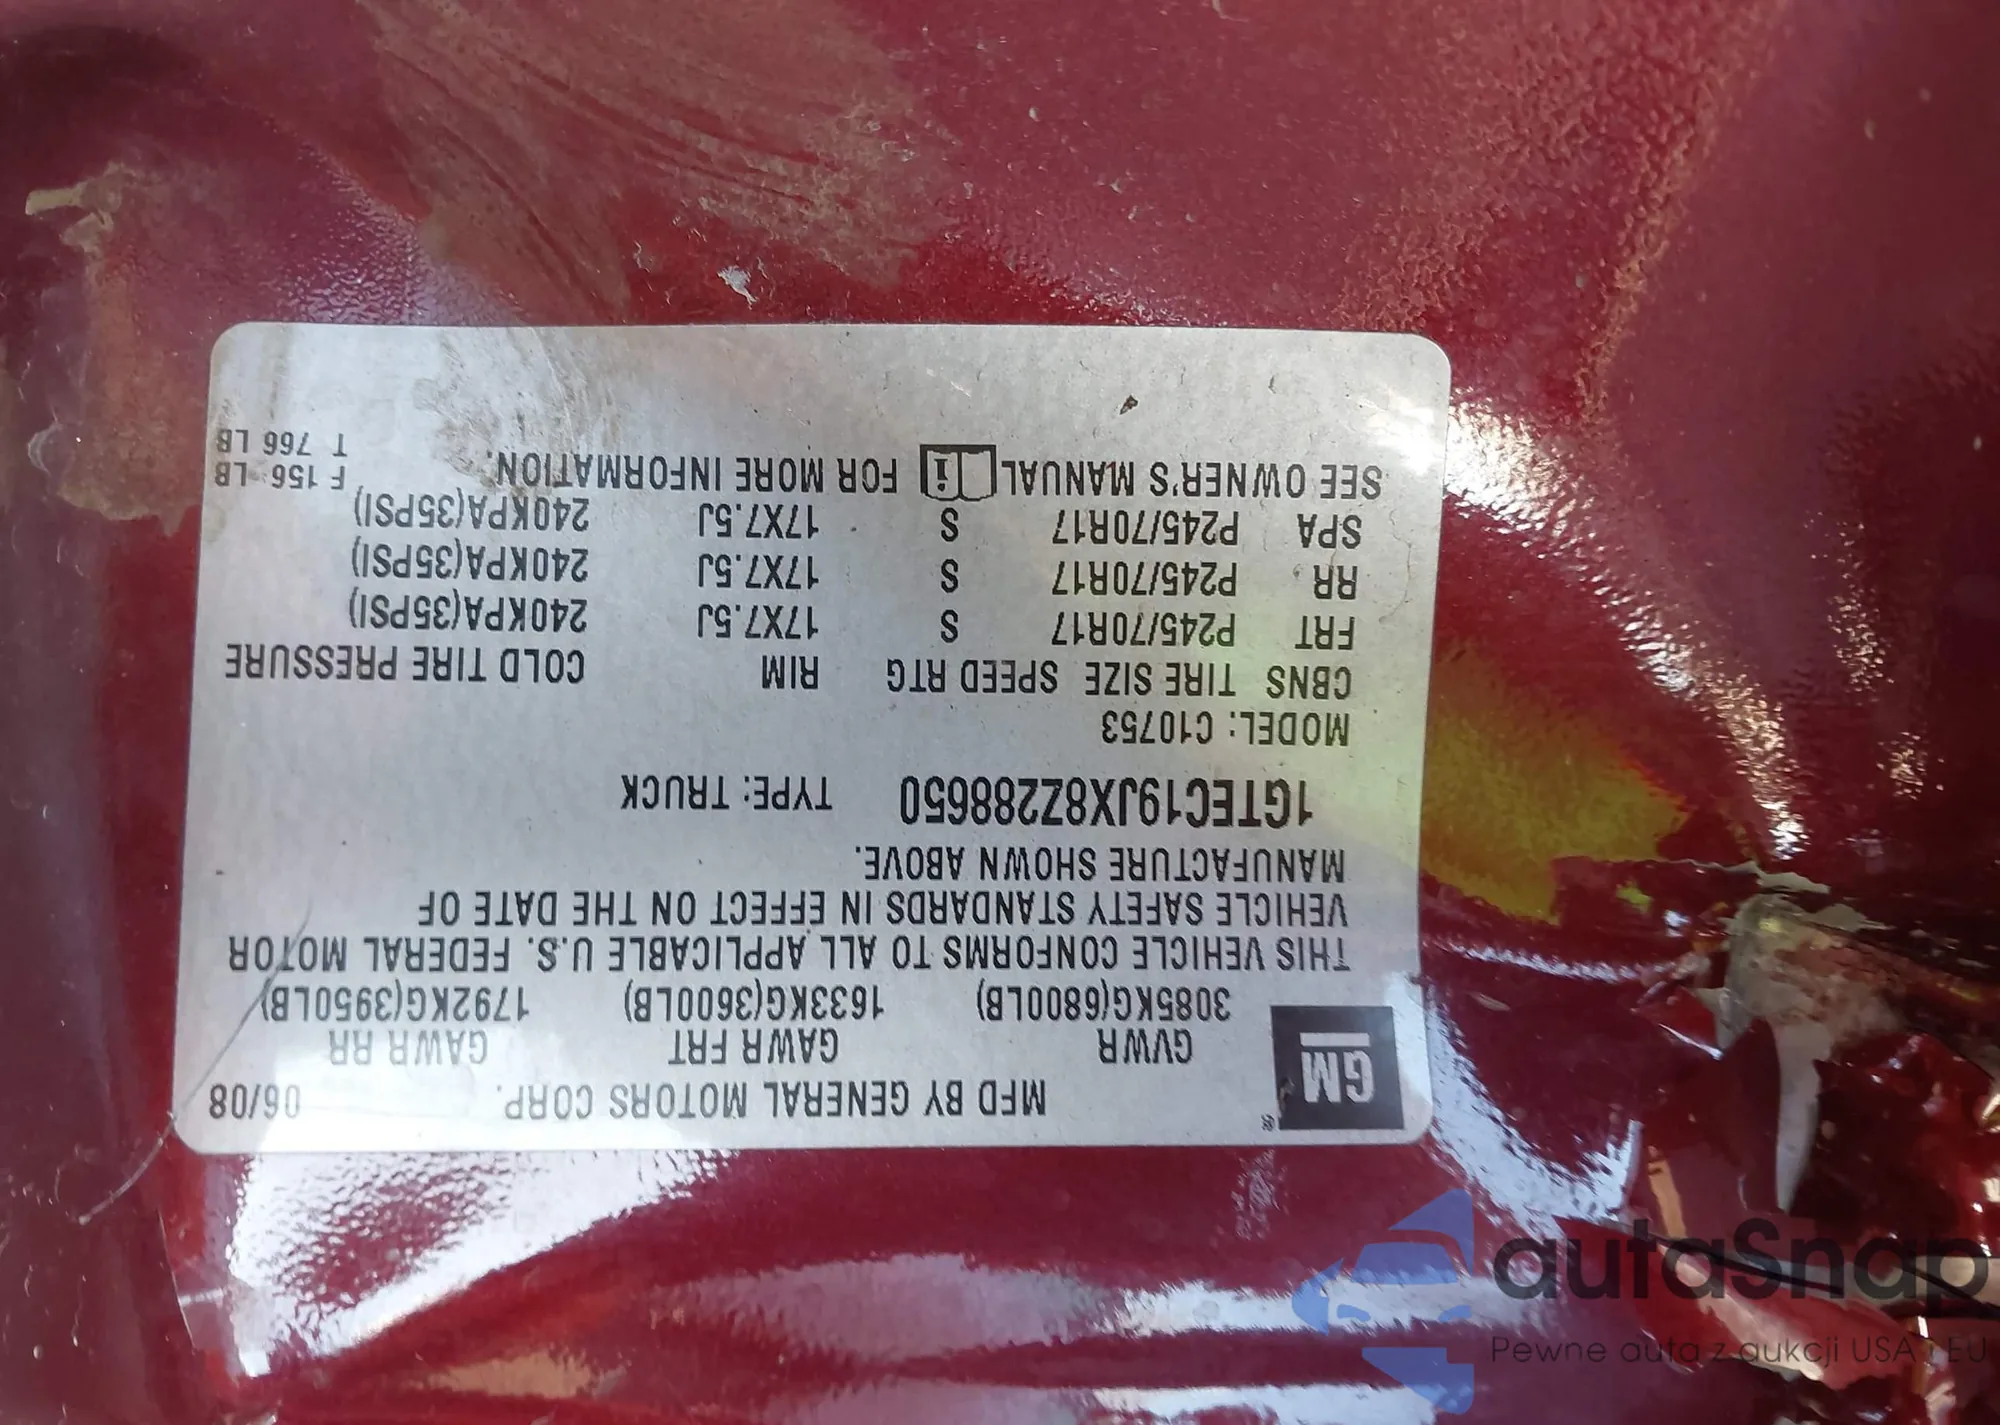 GM ®
MFD BY GENERAL MOTORS CORP. 06/08
GVWR GAWR FRT GAWR RR
3085KG(6800LB) 1633KG(3600LB) 1792KG(3950LB)
THIS VEHICLE CONFORMS TO ALL APPLICABLE U.S. FEDERAL MOTOR
VEHICLE SAFETY STANDARDS IN EFFECT ON THE DATE OF
MANUFACTURE SHOWN ABOVE.
1GTEC19JX8Z288650 TYPE: TRUCK
MODEL: C10753
CBNS TIRE SIZE SPEED RTG RIM COLD TIRE PRESSURE
FRT P245/70R17 S 17X7.5J 240KPA(35PSI)
RR P245/70R17 S 17X7.5J 240KPA(35PSI)
SPA P245/70R17 S 17X7.5J 240KPA(35PSI)
SEE OWNER'S MANUAL i FOR MORE INFORMATION.
F 156 LB
T 766 LB
autaSnap
Pewne auta z aukcji USA i EU